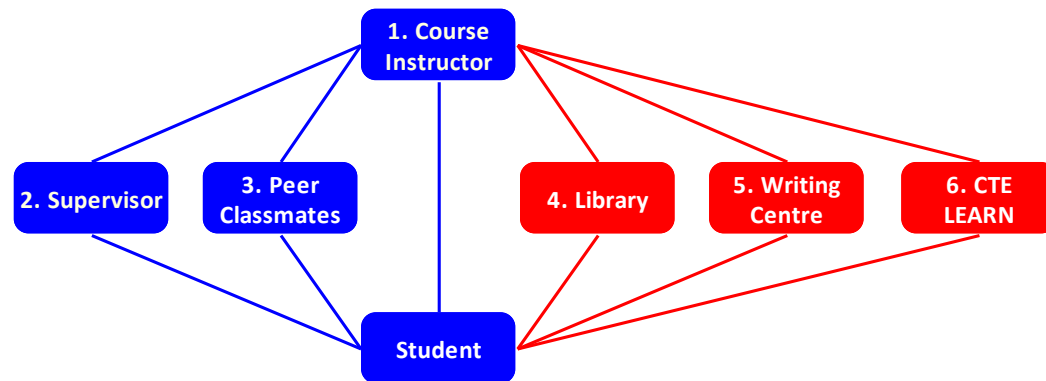 1. Course
Instructor
2. Supervisor
3. Peer
Classmates
4. Library
5. Writing
Centre
6. CTE
LEARN
Student